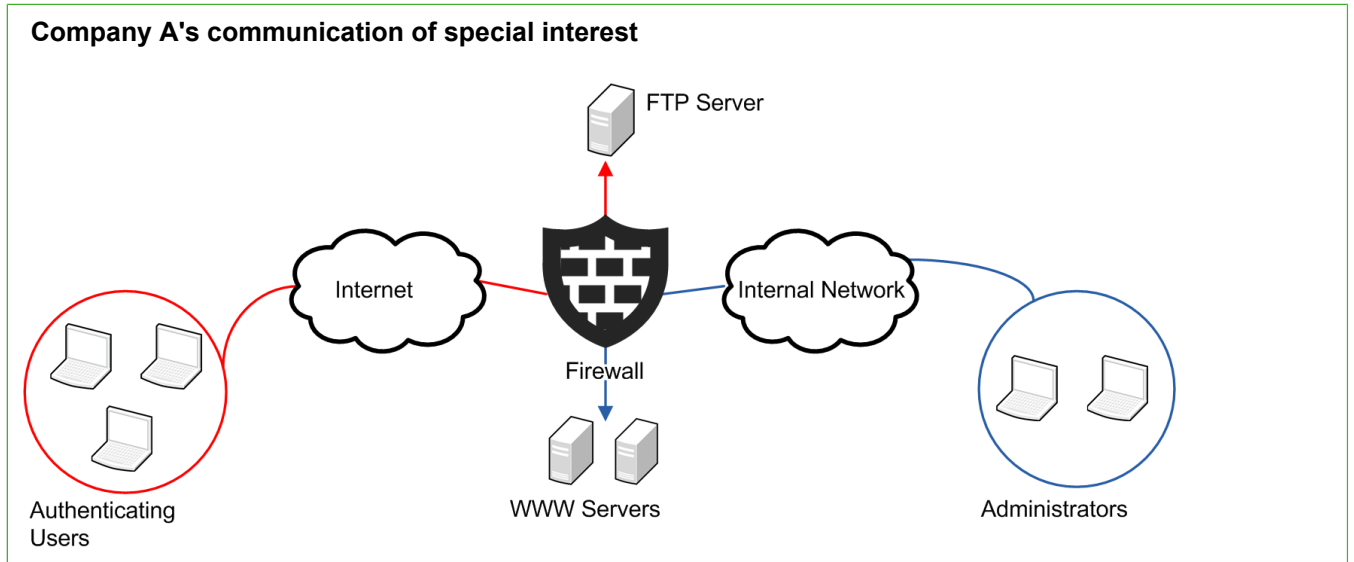 Company A's communication of special interest
FTP Server
Internet
Internal Network
Firewall
WWW Servers
Authenticating
Users
Administrators